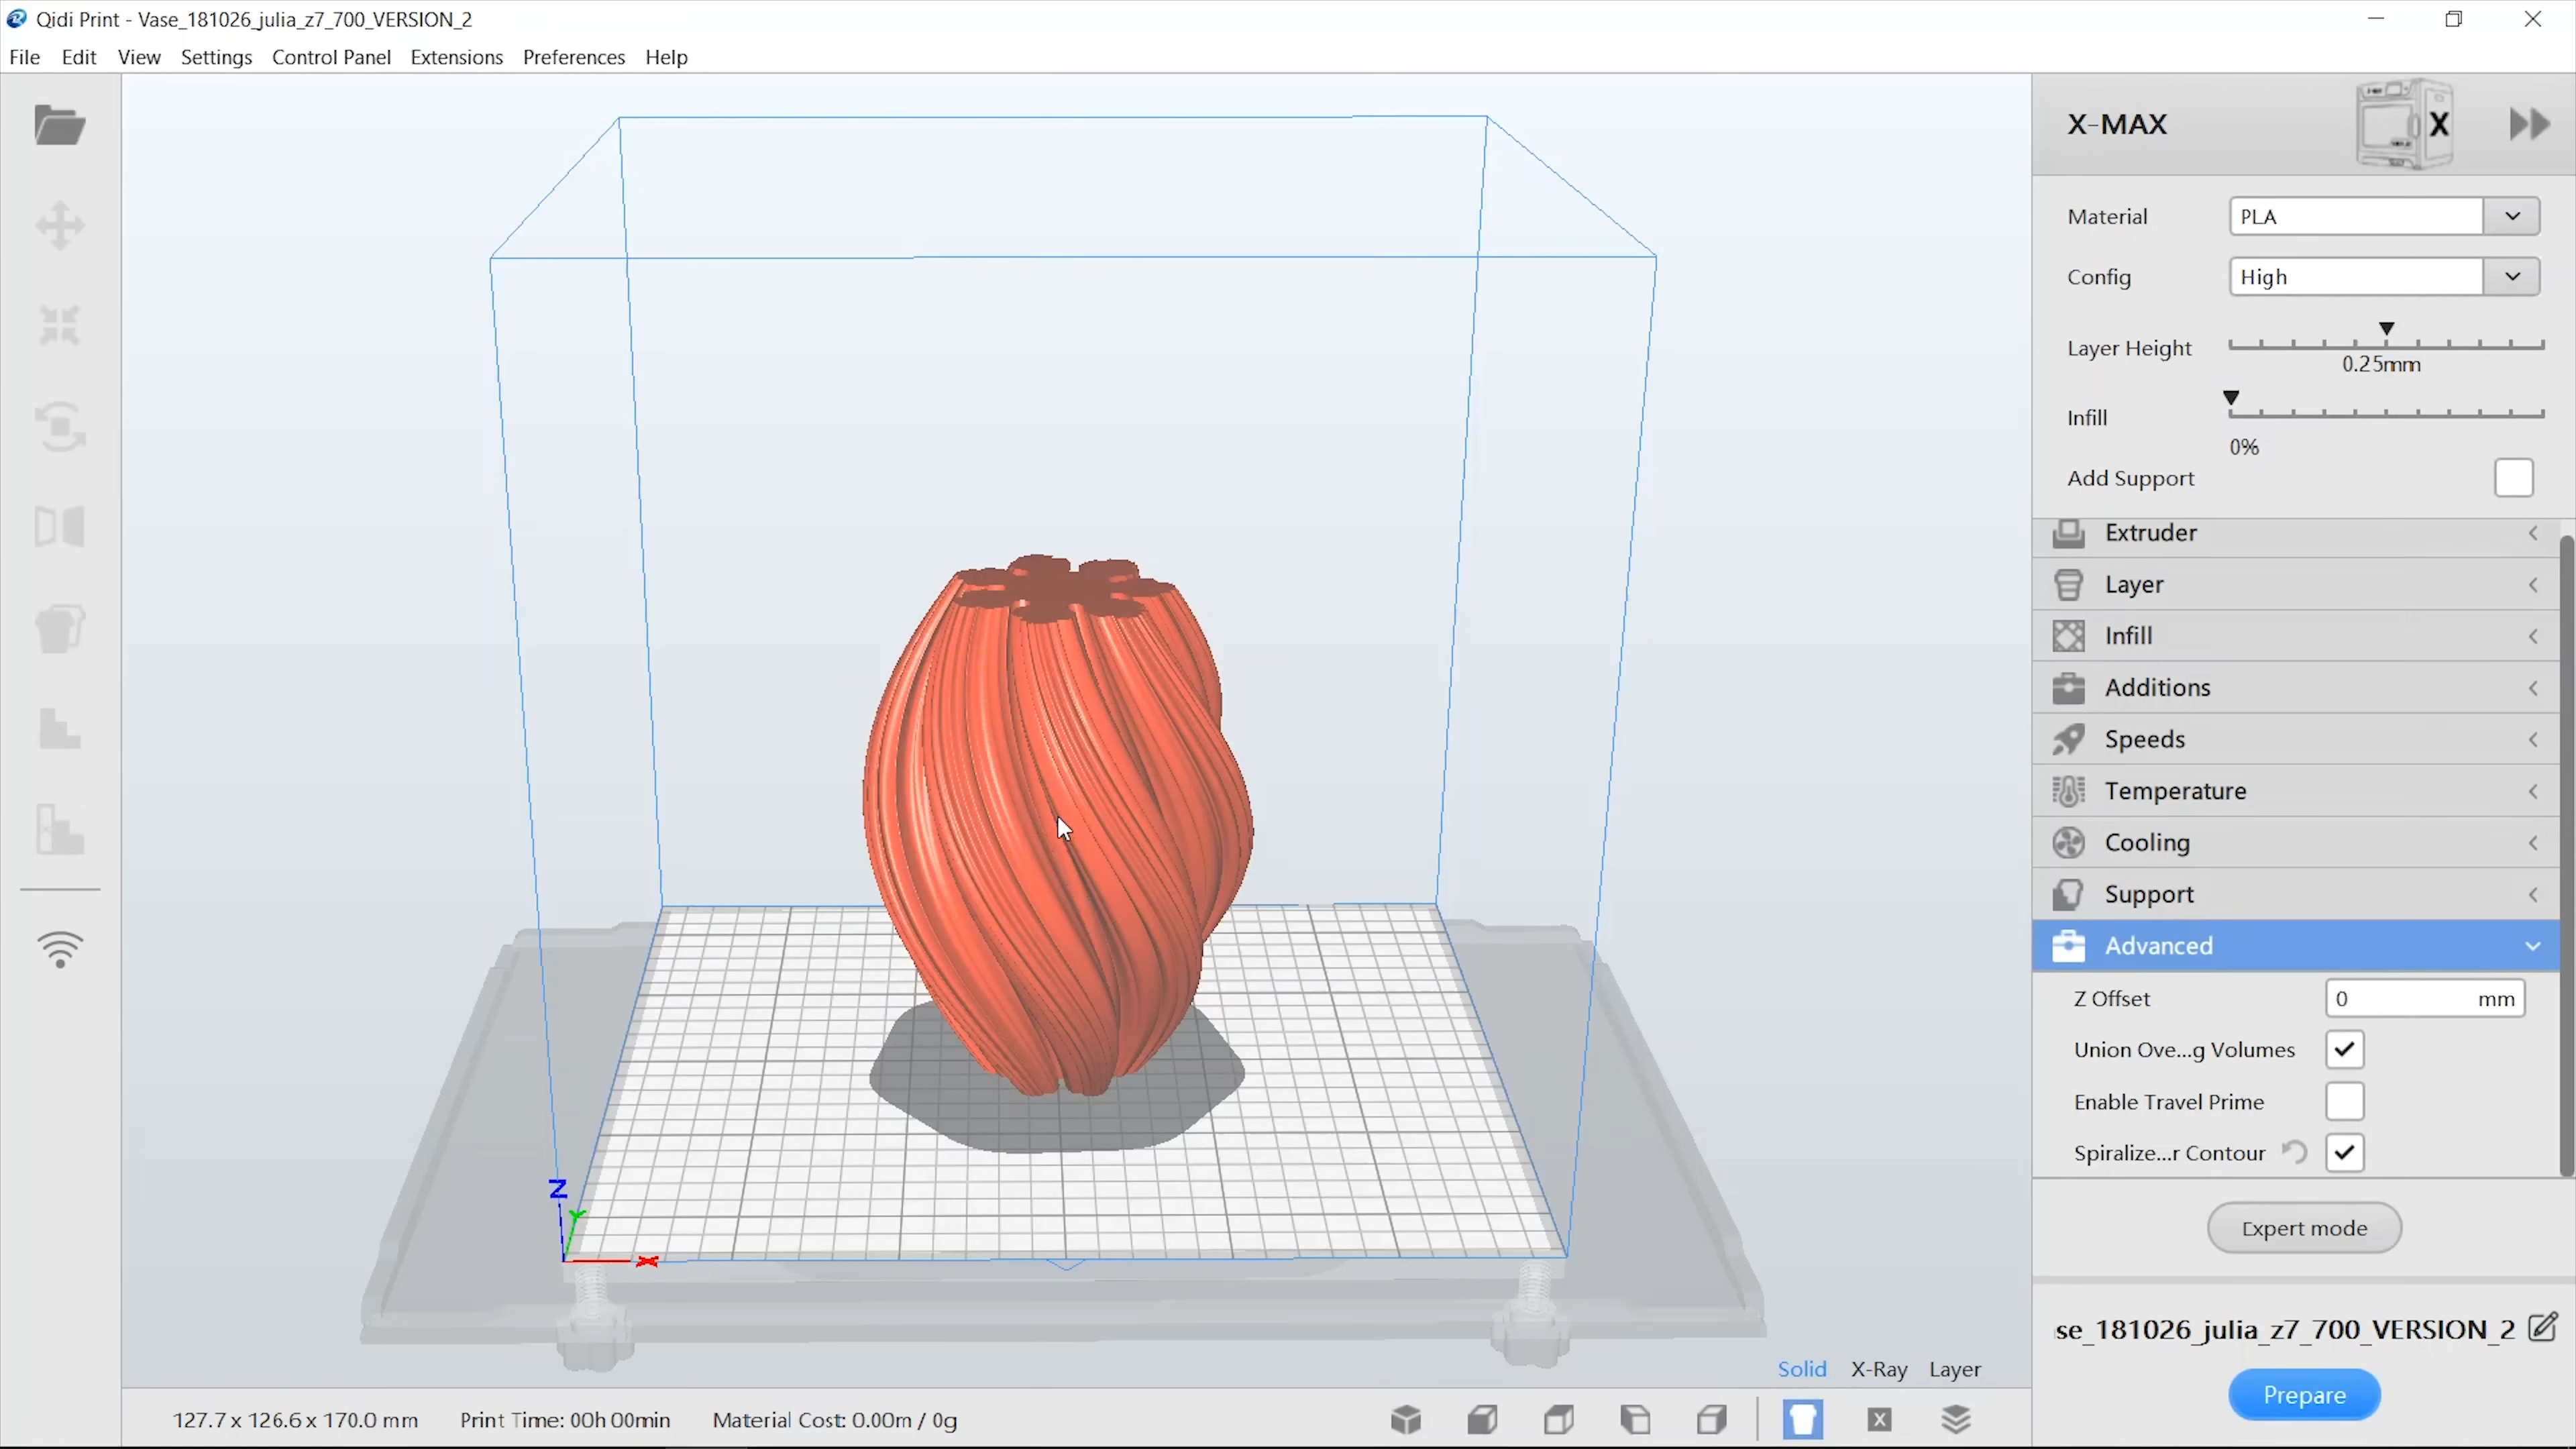 Qidi Print - Vase_181026_julia_z7_700_VERSION_2
File Edit View Settings Control Panel Extensions Preferences Help
X-MAX
X
Material PLA
Config High
Layer Height
0.25mm
Infill
0%
Add Support
Extruder
Layer
Infill
Additions
Speeds
Temperature
Cooling
Support
Advanced
Z Offset 0 mm
Union Ove...g Volumes
Enable Travel Prime
Spiralize...r Contour
Expert mode
se_181026_julia_z7_700_VERSION_2
Prepare
Z
Y
X
Solid X-Ray Layer
127.7 x 126.6 x 170.0 mm Print Time: 00h 00min Material Cost: 0.00m / 0g
X